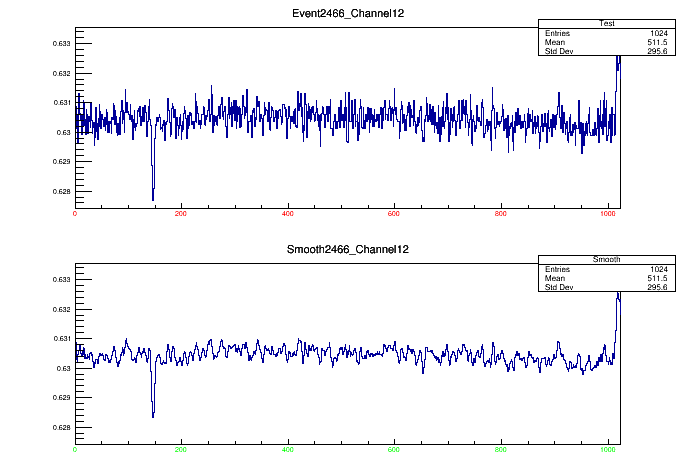 Event2466_Channel12
Test
Entries 1024
Mean 511.5
Std Dev 295.6
0.633
0.632
0.631
0.63
0.629
0.628
0 200 400 600 800 1000
Smooth2466_Channel12
Smooth
Entries 1024
Mean 511.5
Std Dev 295.6
0.633
0.632
0.631
0.63
0.629
0.628
0 200 400 600 800 1000